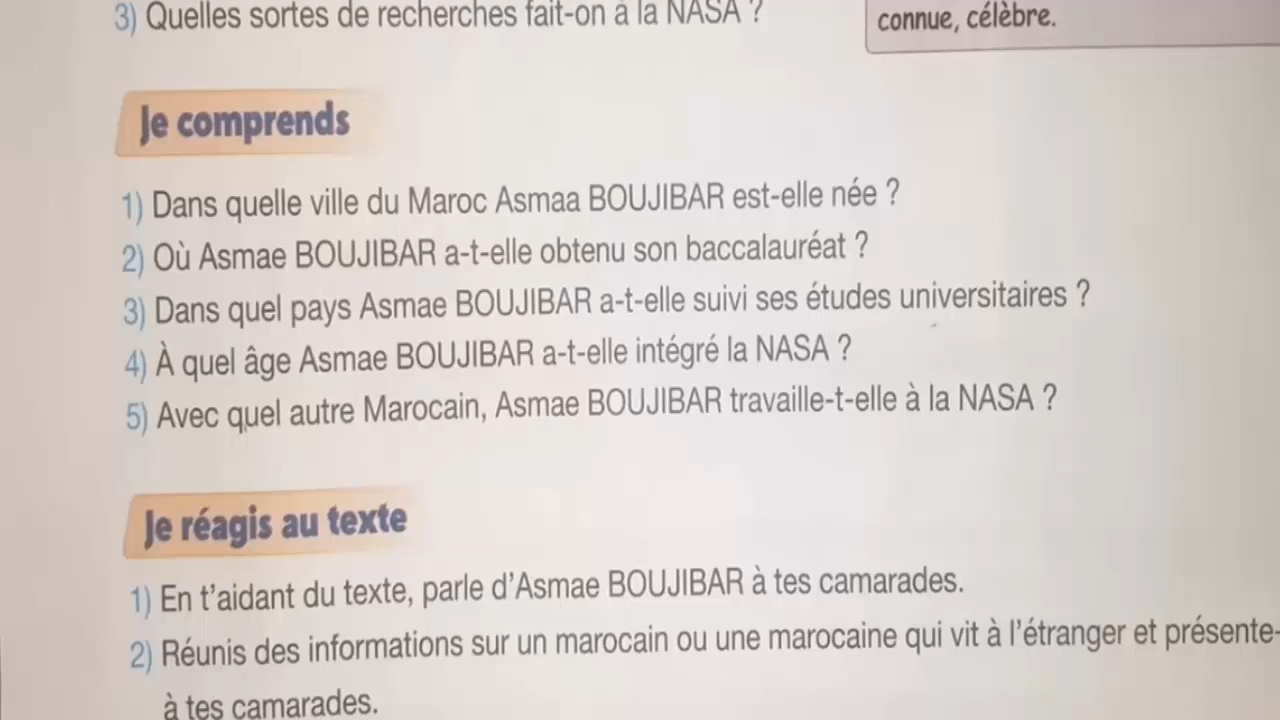 3) Quelles sortes de recherches fait-on à la NASA ?
connue, célèbre.
Je comprends
1) Dans quelle ville du Maroc Asmaa BOUJIBAR est-elle née ?
2) Où Asmae BOUJIBAR a-t-elle obtenu son baccalauréat ?
3) Dans quel pays Asmae BOUJIBAR a-t-elle suivi ses études universitaires ?
4) À quel âge Asmae BOUJIBAR a-t-elle intégré la NASA ?
5) Avec quel autre Marocain, Asmae BOUJIBAR travaille-t-elle à la NASA ?
Je réagis au texte
1) En t'aidant du texte, parle d'Asmae BOUJIBAR à tes camarades.
2) Réunis des informations sur un marocain ou une marocaine qui vit à l'étranger et présente-
à tes camarades.